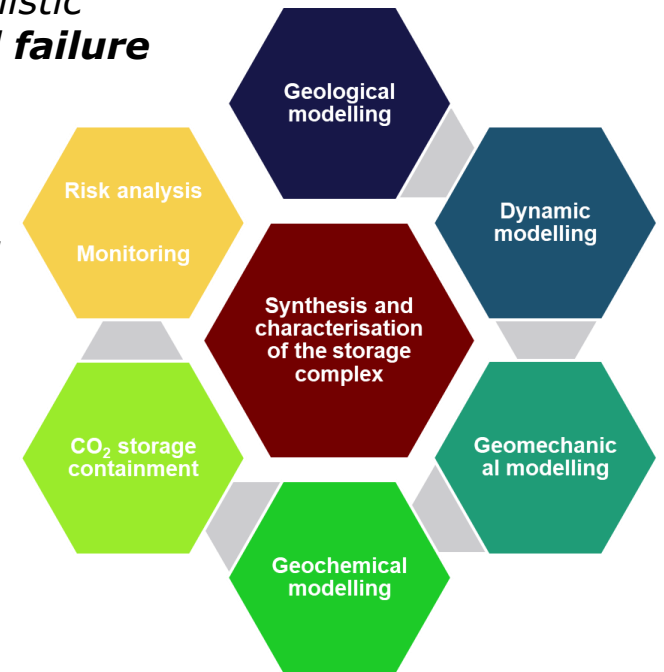 listic
failure
Geological
modelling
Risk analysis
Monitoring
Dynamic
modelling
Synthesis and
characterisation
of the storage
complex
CO₂ storage
containment
Geomechanic
al modelling
Geochemical
modelling